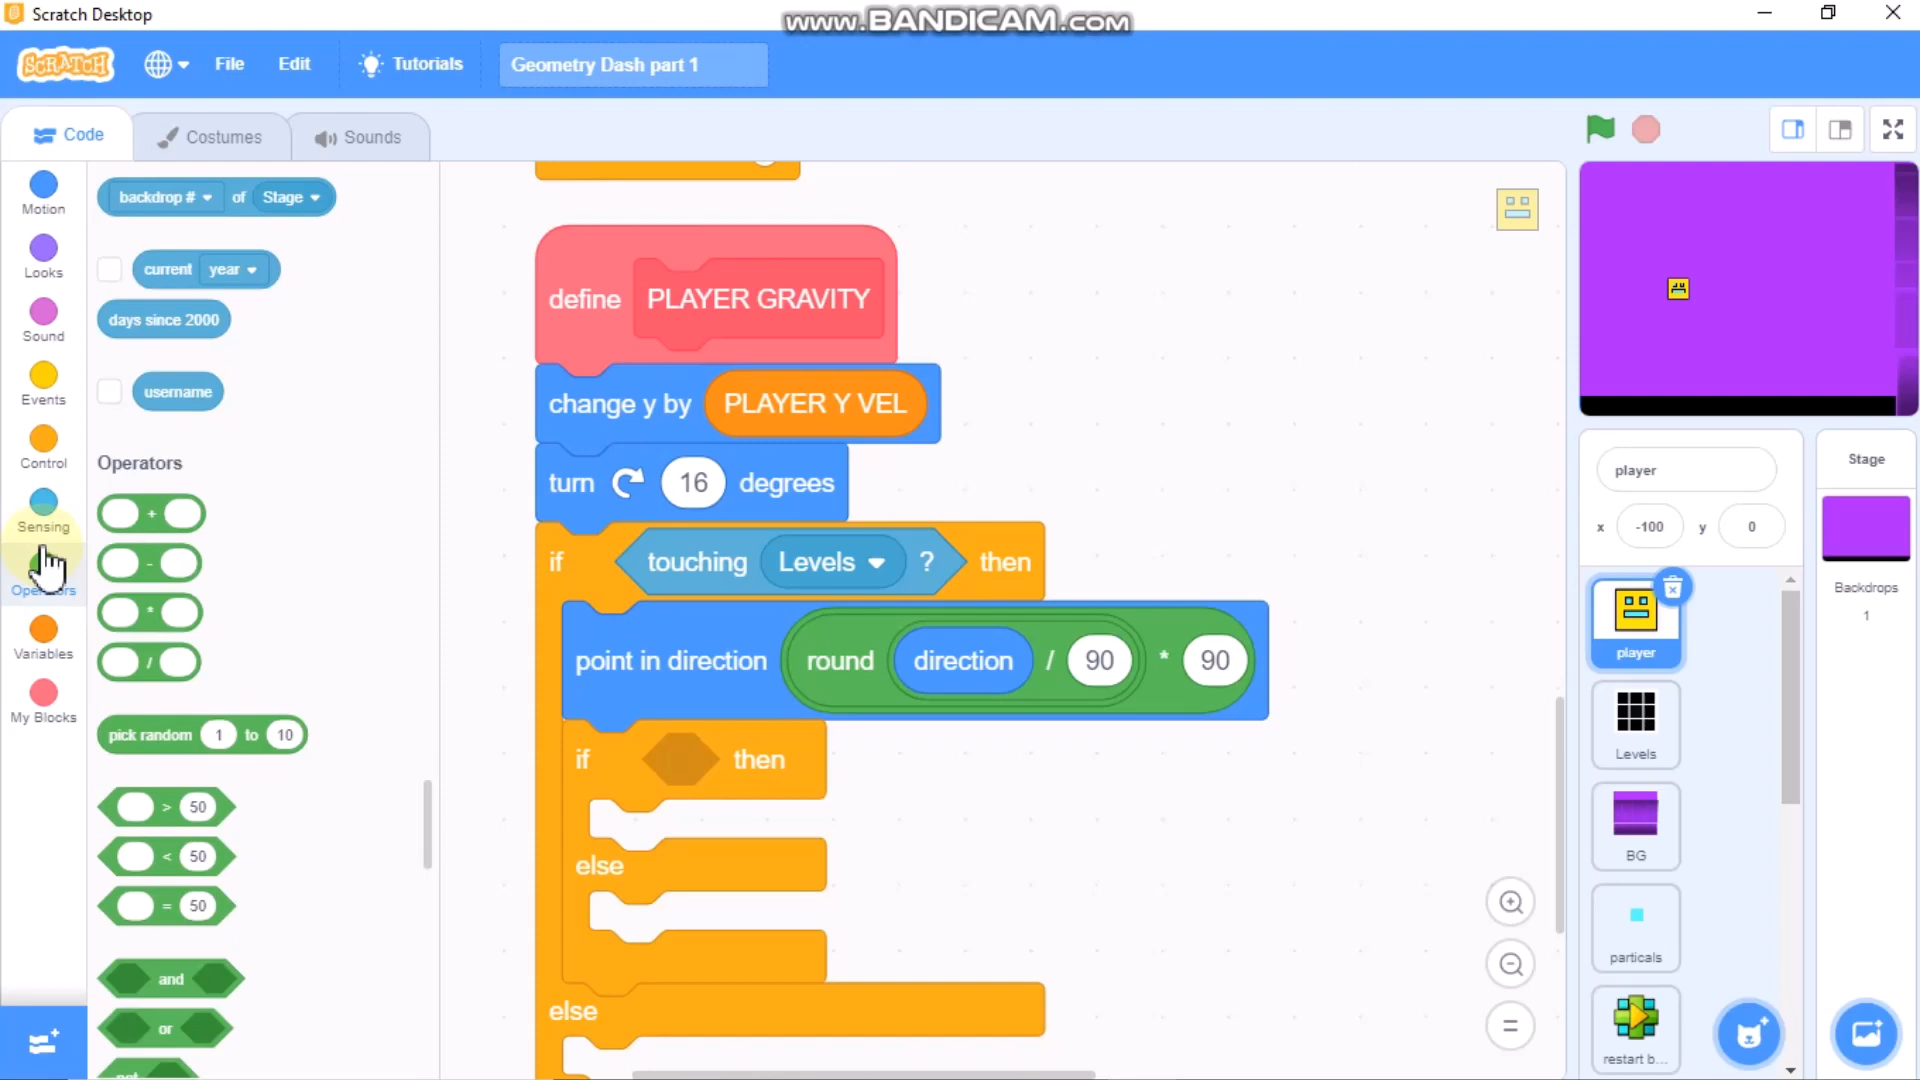 Scratch Desktop
www.BANDICAM.com
SCRATCH
File
Edit
Tutorials
Geometry Dash part 1
Code
Costumes
Sounds
Motion
Looks
Sound
Events
Control
Sensing
Operators
Variables
My Blocks
backdrop # of Stage
current year
days since 2000
username
Operators
+
-
*
/
pick random 1 to 10
> 50
< 50
= 50
and
or
not
define PLAYER GRAVITY
change y by PLAYER Y VEL
turn 16 degrees
if touching Levels ? then
point in direction round direction / 90 * 90
if then
else
else
player
x -100 y 0
player
Levels
BG
particals
restart b...
Stage
Backdrops
1